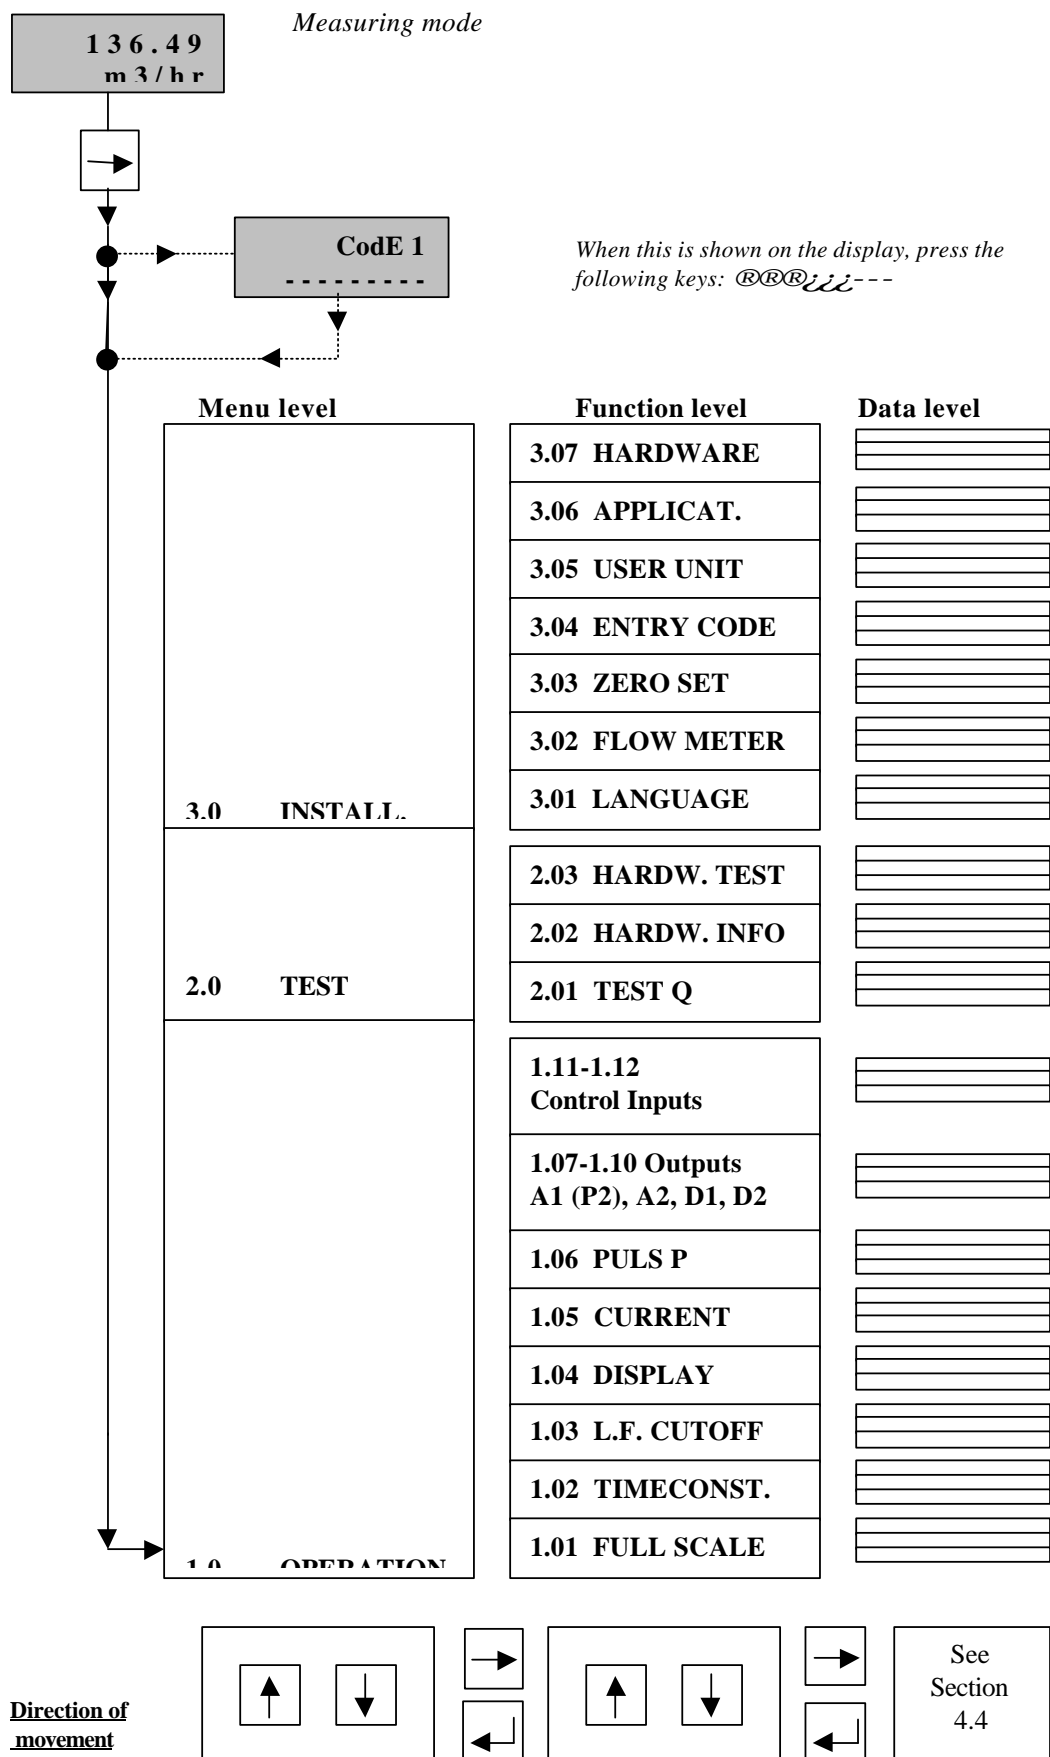 Measuring mode
136.49
m3/hr
CodE 1
---------
When this is shown on the display, press the
following keys: ®®®¿¿¿---
Menu level
Function level
Data level
3.07 HARDWARE
3.06 APPLICAT.
3.05 USER UNIT
3.04 ENTRY CODE
3.03 ZERO SET
3.02 FLOW METER
3.0 INSTALL.
3.01 LANGUAGE
2.03 HARDW. TEST
2.02 HARDW. INFO
2.0 TEST
2.01 TEST Q
1.11-1.12
Control Inputs
1.07-1.10 Outputs
A1 (P2), A2, D1, D2
1.06 PULS P
1.05 CURRENT
1.04 DISPLAY
1.03 L.F. CUTOFF
1.02 TIMECONST.
1.01 FULL SCALE
1.0 OPERATION
See
Section
4.4
Direction of
movement